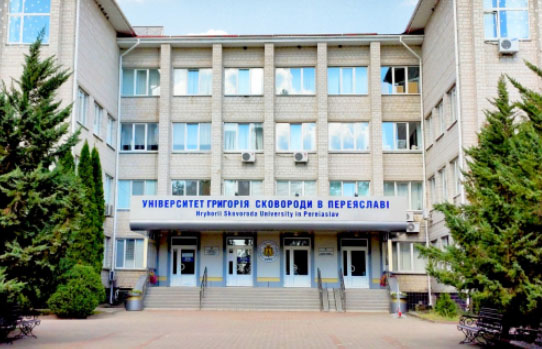 УНІВЕРСИТЕТ ГРИГОРІЯ СКОВОРОДИ В ПЕРЕЯСЛАВІ
Hryhorii Skovoroda University in Pereiaslav